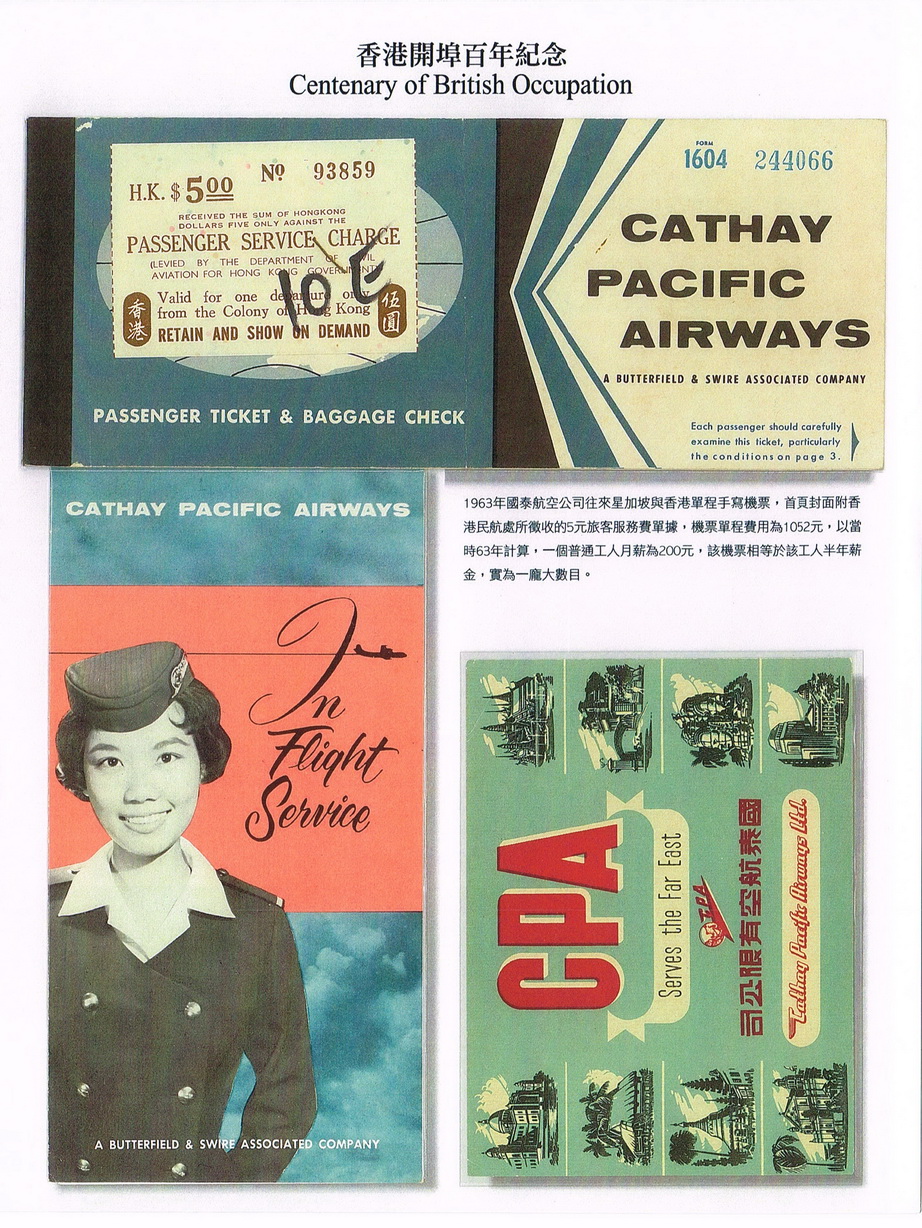 香港開埠百年紀念
Centenary of British Occupation
H.K. $5.00 Nº 93859
RECEIVED THE SUM OF HONGKONG
DOLLARS FIVE ONLY AGAINST THE
PASSENGER SERVICE CHARGE
(LEVIED BY THE DEPARTMENT OF CIVIL
AVIATION FOR HONG KONG GOVERNMENT)
Valid for one departure only
from the Colony of Hong Kong
RETAIN AND SHOW ON DEMAND
香港
伍圓
10E
PASSENGER TICKET & BAGGAGE CHECK
FORM
1604 244066
CATHAY
PACIFIC
AIRWAYS
A BUTTERFIELD & SWIRE ASSOCIATED COMPANY
Each passenger should carefully
examine this ticket, particularly
the conditions on page 3.
1963年國泰航空公司往來星加坡與香港單程手寫機票，首頁封面附香
港民航處所徵收的5元旅客服務費單據，機票單程費用為1052元，以當
時63年計算，一個普通工人月薪為200元，該機票相等於該工人半年薪
金，實為一龐大數目。
CATHAY PACIFIC AIRWAYS
In
Flight
Service
A BUTTERFIELD & SWIRE ASSOCIATED COMPANY
CPA
Serves the Far East
CPA
司公限有空航泰國
Cathay Pacific Airways Ltd.